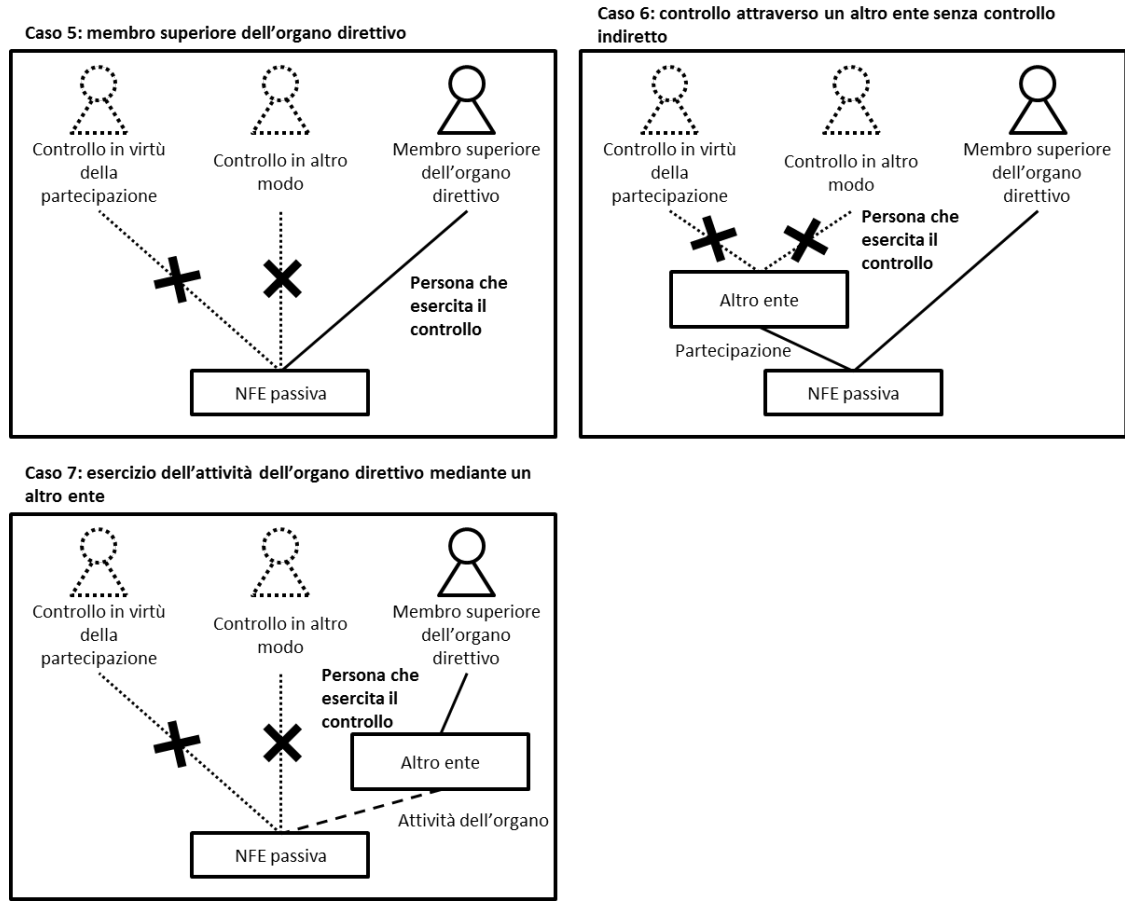 Caso 5: membro superiore dell'organo direttivo
Controllo in virtù
della
partecipazione
Controllo in altro
modo
Membro superiore
dell'organo
direttivo
Persona che
esercita il
controllo
NFE passiva
Caso 6: controllo attraverso un altro ente senza controllo
indiretto
Controllo in virtù
della
partecipazione
Controllo in altro
modo
Membro superiore
dell'organo
direttivo
Persona che
esercita il
controllo
Altro ente
Partecipazione
NFE passiva
Caso 7: esercizio dell'attività dell'organo direttivo mediante un
altro ente
Controllo in virtù
della
partecipazione
Controllo in altro
modo
Membro superiore
dell'organo
direttivo
Persona che
esercita il
controllo
Altro ente
Attività dell'organo
NFE passiva